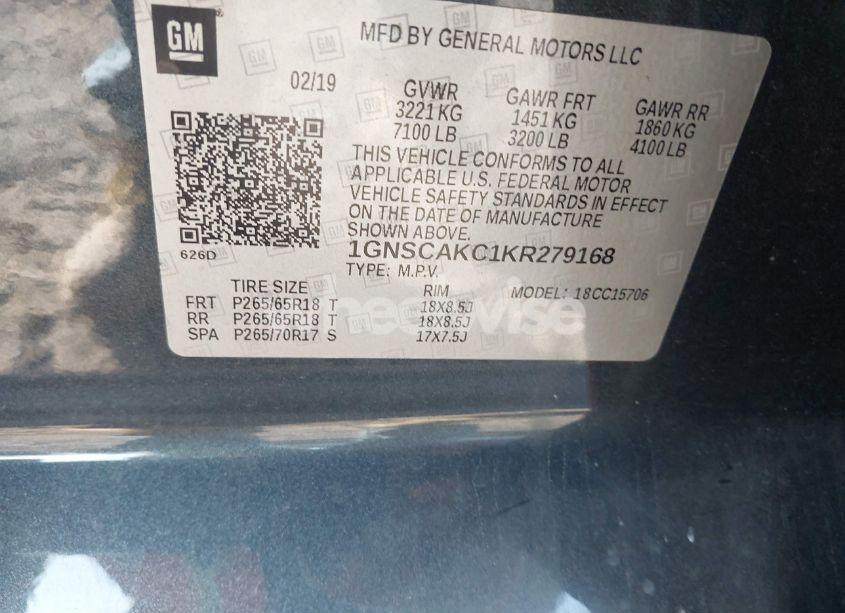 GM
MFD BY GENERAL MOTORS LLC
02/19
GVWR
3221 KG
7100 LB
GAWR FRT
1451 KG
3200 LB
GAWR RR
1860 KG
4100 LB
THIS VEHICLE CONFORMS TO ALL
APPLICABLE U.S. FEDERAL MOTOR
VEHICLE SAFETY STANDARDS IN EFFECT
ON THE DATE OF MANUFACTURE
SHOWN ABOVE.
626D
1GNSCAKC1KR279168
TYPE: M.P.V.
TIRE SIZE
RIM
MODEL: 18CC15706
FRT P265/65R18 T 18X8.5J
RR P265/65R18 T 18X8.5J
SPA P265/70R17 S 17X7.5J